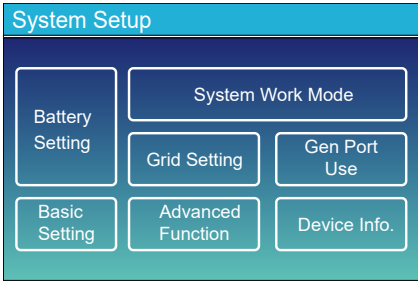 System Setup
Battery
Setting
System Work Mode
Grid Setting
Gen Port
Use
Basic
Setting
Advanced
Function
Device Info.